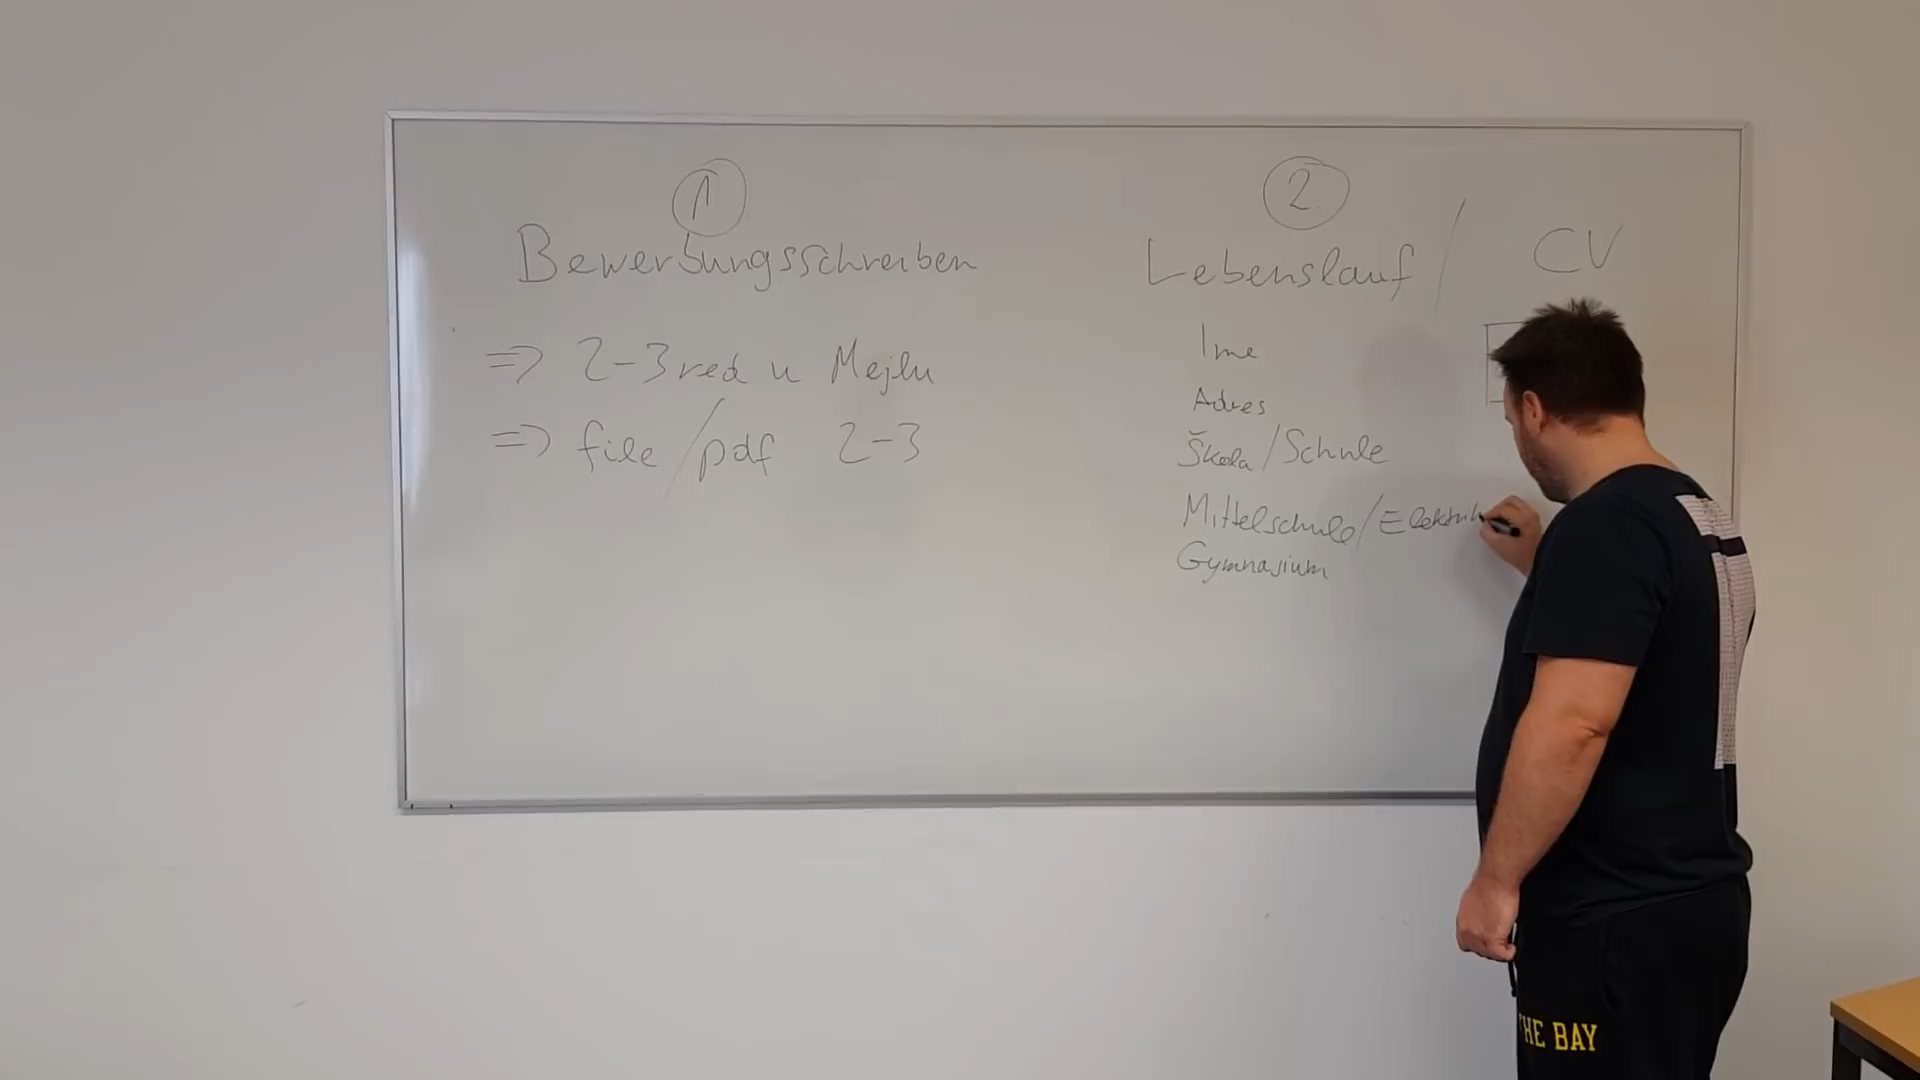 1
Bewerbungsschreiben
=> 2-3 red u Mejlu
=> file/pdf 2-3
2
Lebenslauf / CV
Ime
Adres
Škola/Schule
Mittelschule/Elektrik
Gymnasium
THE BAY